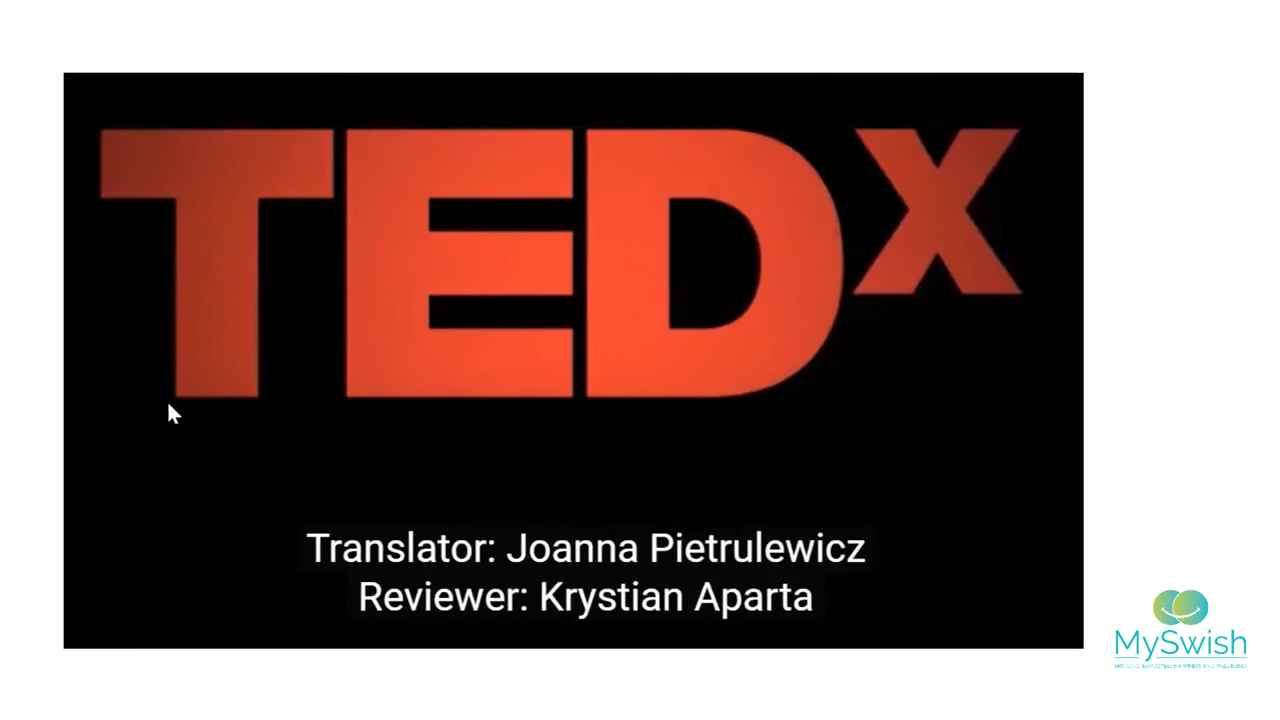 TEDx
Translator: Joanna Pietrulewicz
Reviewer: Krystian Aparta
MySwish